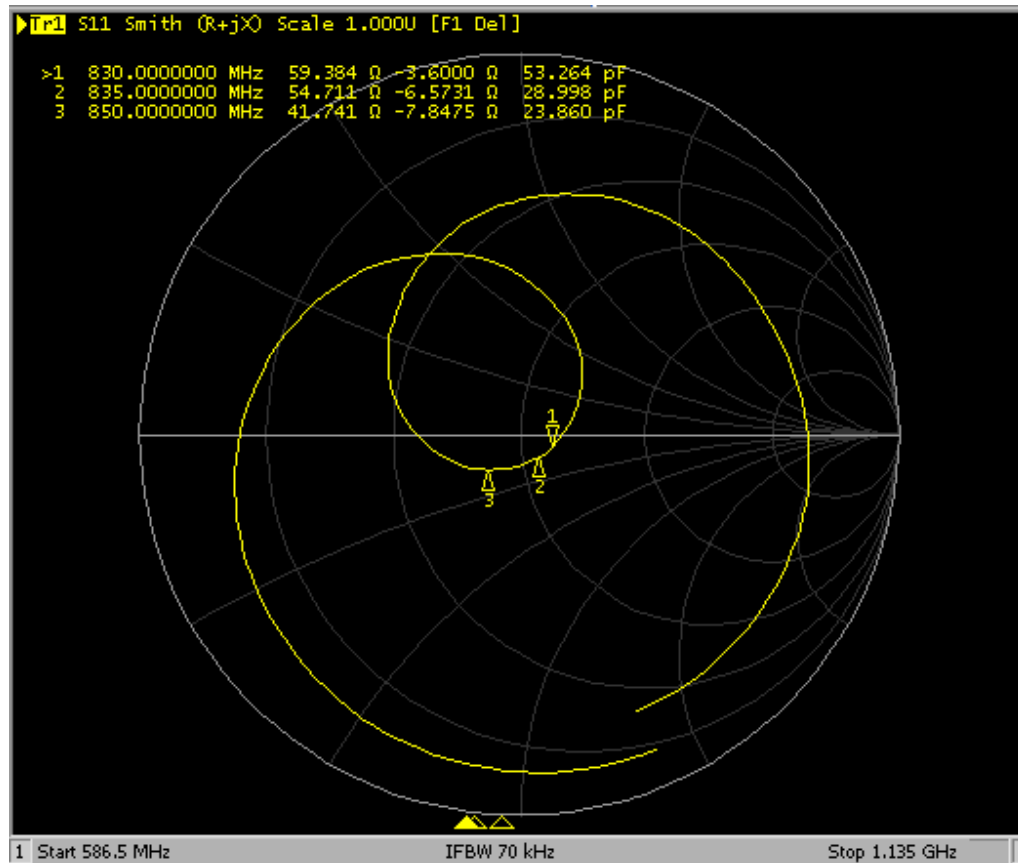 Tr1 S11 Smith (R+jX) Scale 1.000U [F1 Del]
>1 830.0000000 MHz 59.384 Ω -3.6000 Ω 53.264 pF
2 835.0000000 MHz 54.711 Ω -6.5731 Ω 28.998 pF
3 850.0000000 MHz 41.741 Ω -7.8475 Ω 23.860 pF
1
2
3
1 Start 586.5 MHz IFBW 70 kHz Stop 1.135 GHz